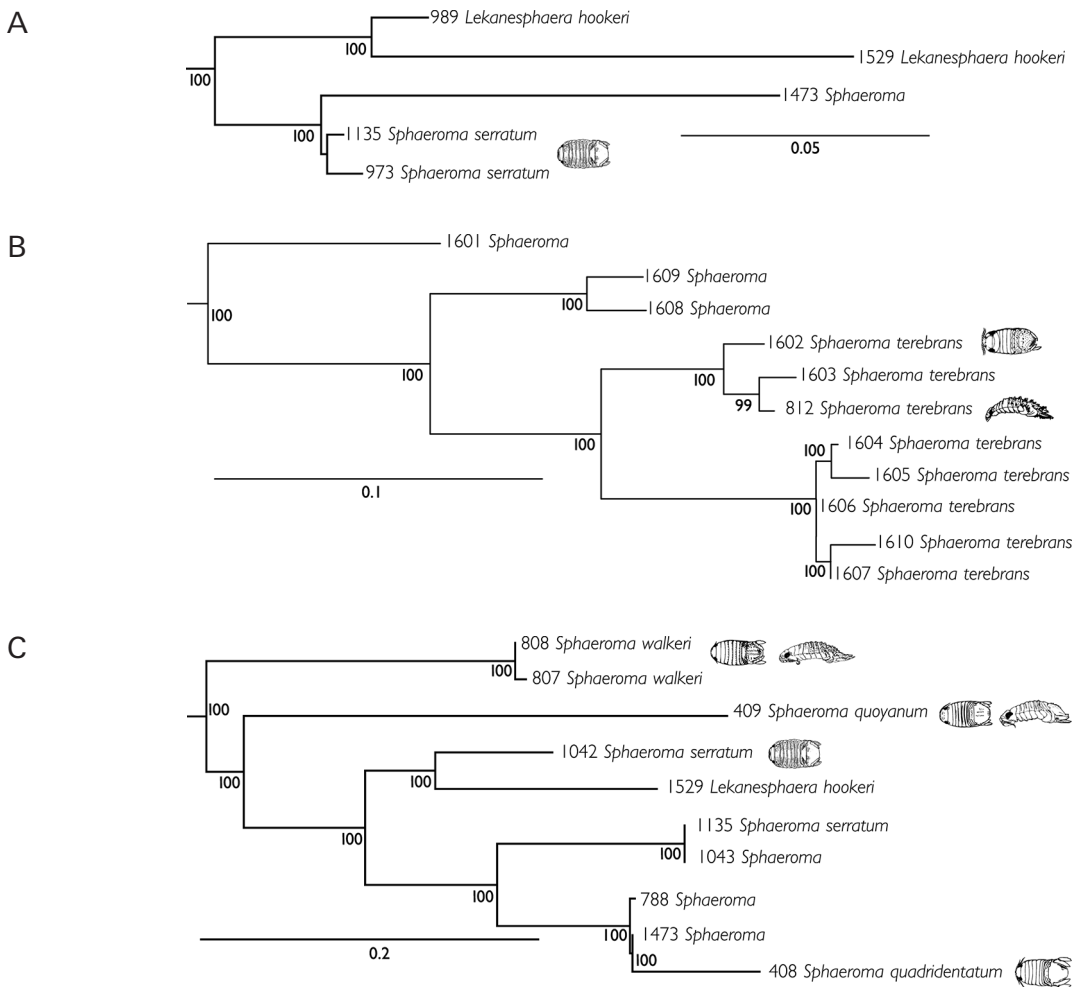 A
989 Lekanesphaera hookeri
100
1529 Lekanesphaera hookeri
100
1473 Sphaeroma
100
1135 Sphaeroma serratum
0.05
973 Sphaeroma serratum
B
1601 Sphaeroma
1609 Sphaeroma
100
1608 Sphaeroma
100
1602 Sphaeroma terebrans
100
1603 Sphaeroma terebrans
100
99
812 Sphaeroma terebrans
100
100
1604 Sphaeroma terebrans
1605 Sphaeroma terebrans
0.1
100
1606 Sphaeroma terebrans
1610 Sphaeroma terebrans
100
1607 Sphaeroma terebrans
C
808 Sphaeroma walkeri
100
807 Sphaeroma walkeri
100
409 Sphaeroma quoyanum
1042 Sphaeroma serratum
100
100
1529 Lekanesphaera hookeri
1135 Sphaeroma serratum
100
100
1043 Sphaeroma
100
788 Sphaeroma
100
1473 Sphaeroma
0.2
100
408 Sphaeroma quadridentatum